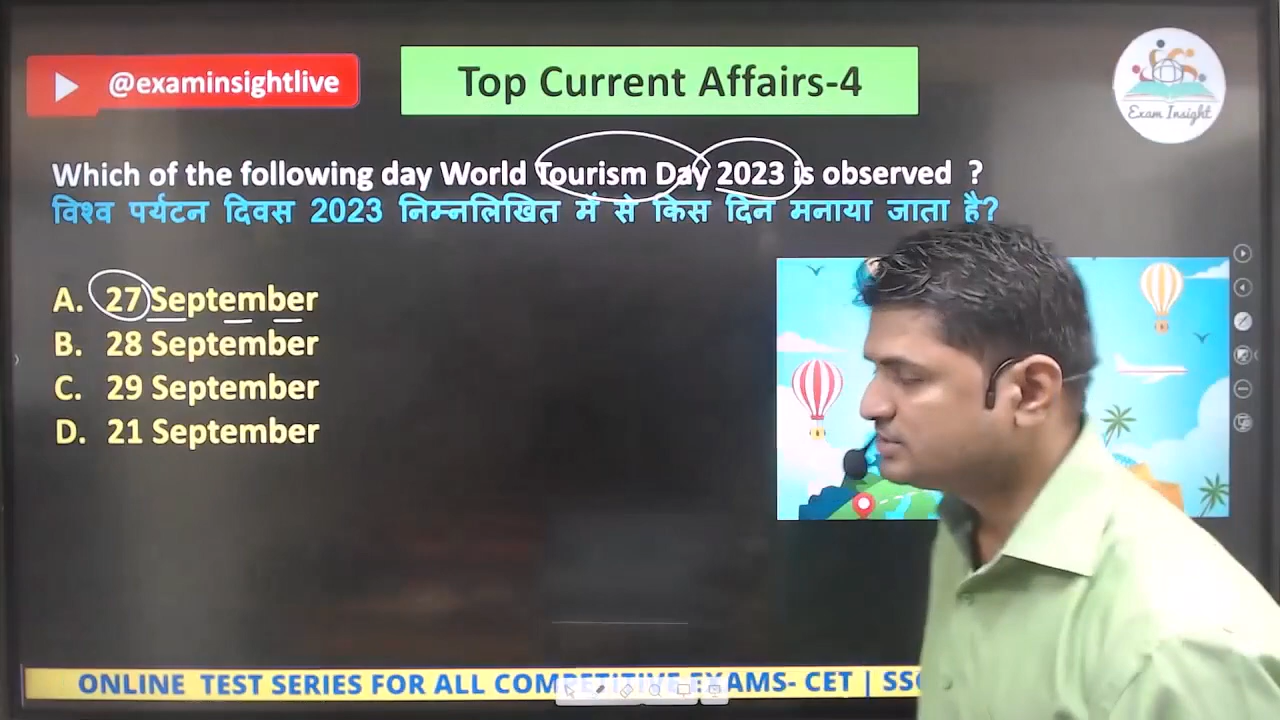 @examinsightlive
Top Current Affairs-4
Exam Insight
Which of the following day World Tourism Day 2023 is observed ?
विश्व पर्यटन दिवस 2023 निम्नलिखित में से किस दिन मनाया जाता है?
A. 27 September
B. 28 September
C. 29 September
D. 21 September
ONLINE TEST SERIES FOR ALL COMPETITIVE EXAMS- CET | SSC